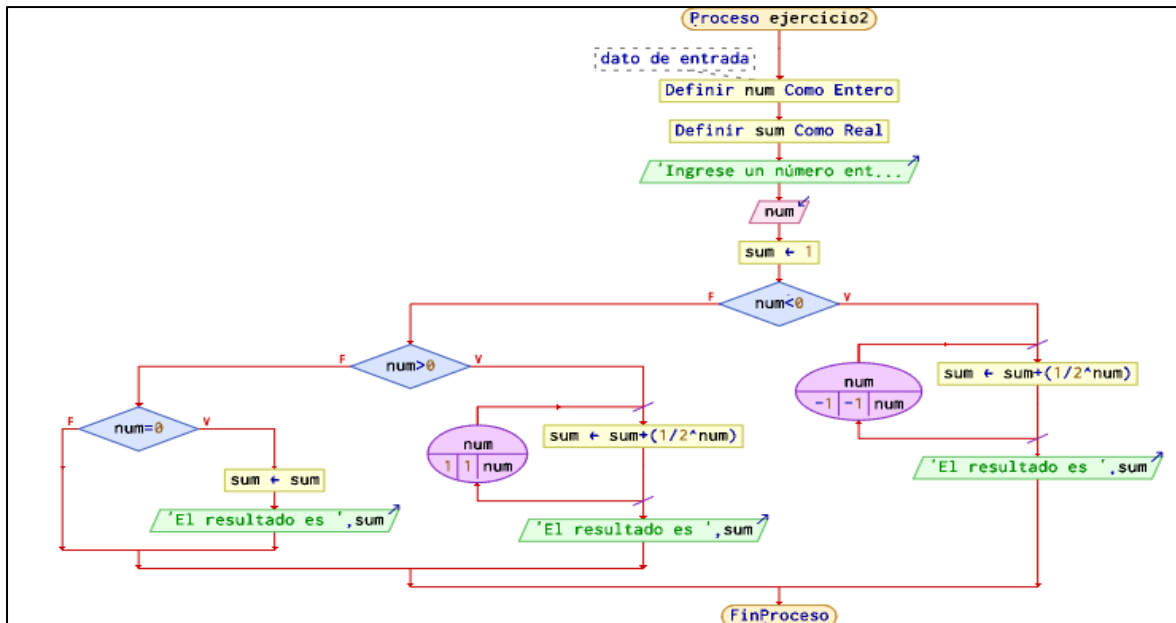 Proceso ejercicio2
dato de entrada
Definir num Como Entero
Definir sum Como Real
'Ingrese un número ent...
num
sum ← 1
num<0
F
V
num>0
F
V
num
-1 -1 num
sum ← sum+(1/2^num)
num=0
F
V
num
1 1 num
sum ← sum+(1/2^num)
'El resultado es ',sum
sum ← sum
'El resultado es ',sum
'El resultado es ',sum
FinProceso